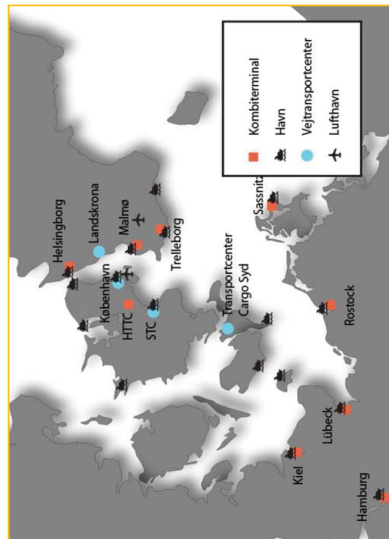 Helsingborg
Landskrona
København
Malmø
HTTC
Trelleborg
STC
Transportcenter
Cargo Syd
Sassnitz
Rostock
Lübeck
Kiel
Hamburg
Kombiterminal
Havn
Vejtransportcenter
Lufthavn